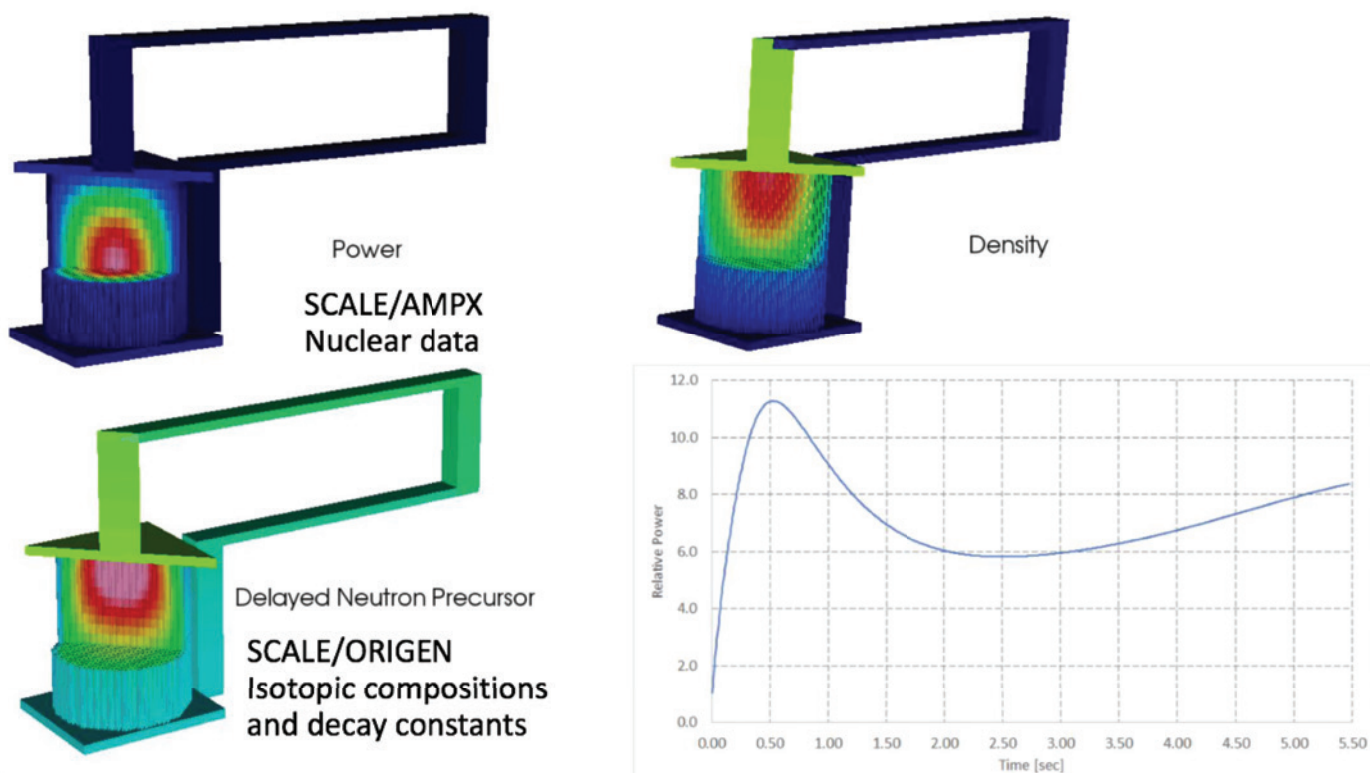 Power
SCALE/AMPX
Nuclear data
Density
Delayed Neutron Precursor
SCALE/ORIGEN
Isotopic compositions
and decay constants
12.0
10.0
8.0
6.0
4.0
2.0
0.0
Relative Power
0.00 0.50 1.00 1.50 2.00 2.50 3.00 3.50 4.00 4.50 5.00 5.50
Time [sec]